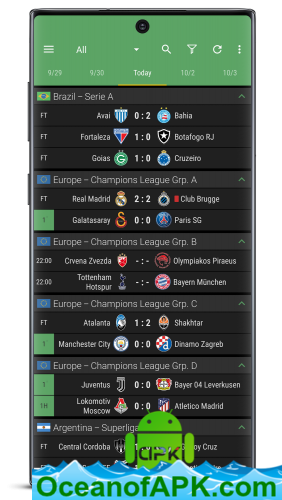 All
9/29 9/30 Today 10/2 10/3
Brazil – Serie A
FT Avai 0 : 2 Bahia
FT Fortaleza 1 : 0 Botafogo RJ
FT Goias 1 : 0 Cruzeiro
Europe – Champions League Grp. A
FT Real Madrid 2 : 2 Club Brugge
1 Galatasaray 0 : 0 Paris SG
Europe – Champions League Grp. B
22:00 Crvena Zvezda - : - Olympiakos Piraeus
22:00 Tottenham Hotspur - : - Bayern München
Europe – Champions League Grp. C
FT Atalanta 1 : 2 Shakhtar
1 Manchester City 0 : 0 Dinamo Zagreb
Europe – Champions League Grp. D
1 Juventus 0 : 0 Bayer 04 Leverkusen
1H Lokomotiv Moscow 0 : 0 Atletico Madrid
Argentina – Superliga
FT Central Cordoba Cruz
APK
OceanofAPK.com